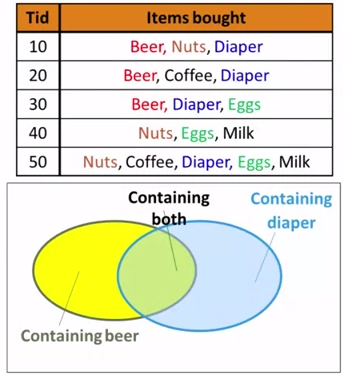 Tid Items bought
10 Beer, Nuts, Diaper
20 Beer, Coffee, Diaper
30 Beer, Diaper, Eggs
40 Nuts, Eggs, Milk
50 Nuts, Coffee, Diaper, Eggs, Milk
Containing
both
Containing
diaper
Containing beer